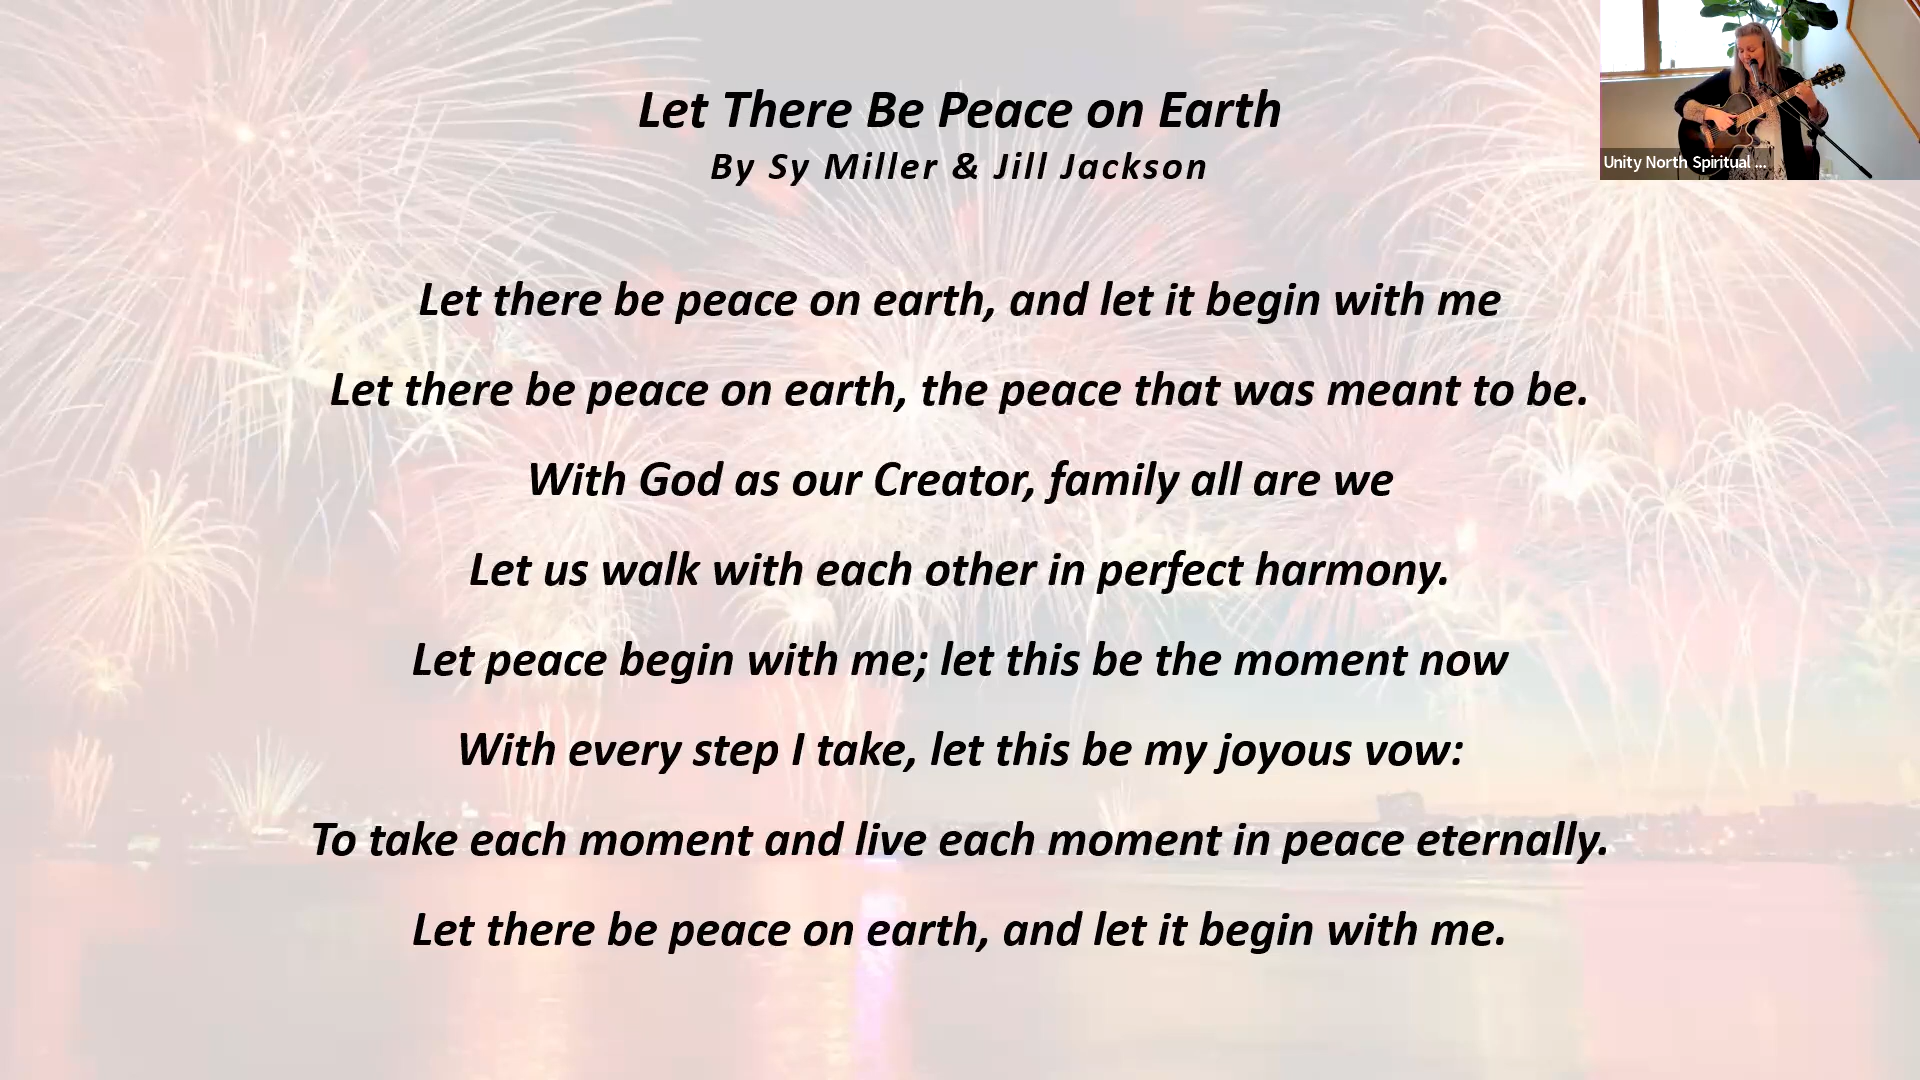 Let There Be Peace on Earth
By Sy Miller & Jill Jackson
Unity North Spiritual ...
Let there be peace on earth, and let it begin with me
Let there be peace on earth, the peace that was meant to be.
With God as our Creator, family all are we
Let us walk with each other in perfect harmony.
Let peace begin with me; let this be the moment now
With every step I take, let this be my joyous vow:
To take each moment and live each moment in peace eternally.
Let there be peace on earth, and let it begin with me.